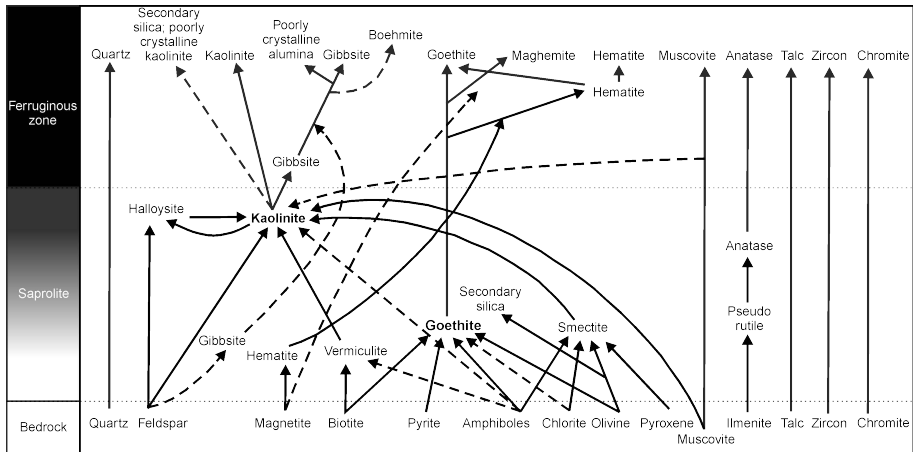 Secondary
silica; poorly
crystalline
kaolinite
Poorly
crystalline
alumina
Boehmite
Quartz
Kaolinite
Gibbsite
Goethite
Maghemite
Hematite
Muscovite
Anatase
Talc
Zircon
Chromite
Ferruginous
zone
Hematite
Gibbsite
Halloysite
Kaolinite
Anatase
Saprolite
Secondary
silica
Pseudo
rutile
Goethite
Smectite
Gibbsite
Hematite
Vermiculite
Bedrock
Quartz
Feldspar
Magnetite
Biotite
Pyrite
Amphiboles
Chlorite
Olivine
Pyroxene
Muscovite
Ilmenite
Talc
Zircon
Chromite